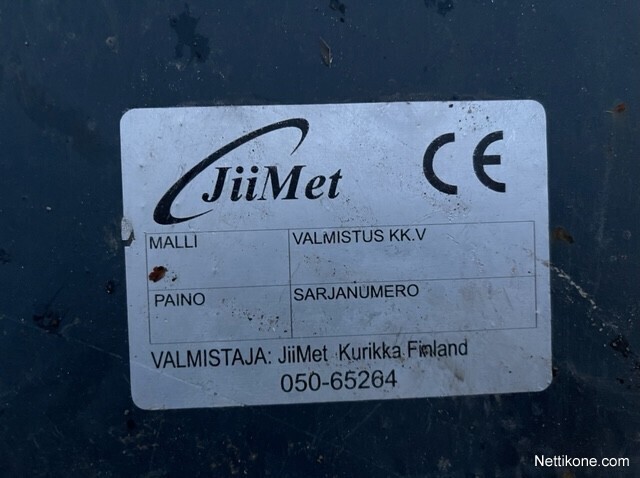 JiiMet CE
MALLI VALMISTUS KK.V
PAINO SARJANUMERO
VALMISTAJA: JiiMet Kurikka Finland
050-65264
Nettikone.com